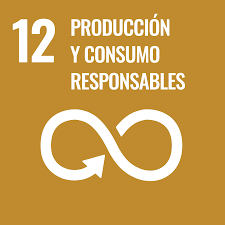 12 PRODUCCIÓN
Y CONSUMO
RESPONSABLES